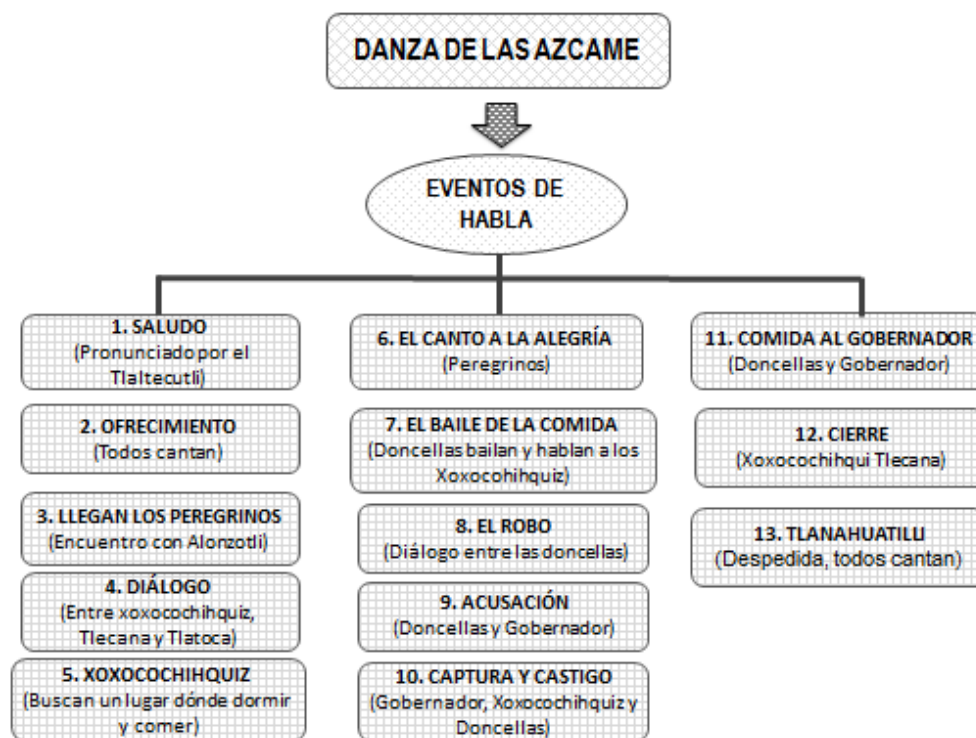 DANZA DE LAS AZCAME
EVENTOS DE
HABLA
1. SALUDO
(Pronunciado por el
Tlaltecutli)
2. OFRECIMIENTO
(Todos cantan)
3. LLEGAN LOS PEREGRINOS
(Encuentro con Alonzotli)
4. DIÁLOGO
(Entre xoxocochihquiz,
Tlecana y Tlatoca)
5. XOXOCOCHIHQUIZ
(Buscan un lugar dónde dormir
y comer)
6. EL CANTO A LA ALEGRÍA
(Peregrinos)
7. EL BAILE DE LA COMIDA
(Doncellas bailan y hablan a los
Xoxocohihquiz)
8. EL ROBO
(Diálogo entre las doncellas)
9. ACUSACIÓN
(Doncellas y Gobernador)
10. CAPTURA Y CASTIGO
(Gobernador, Xoxocochihquiz y
Doncellas)
11. COMIDA AL GOBERNADOR
(Doncellas y Gobernador)
12. CIERRE
(Xoxocochihqui Tlecana)
13. TLANAHUATILLI
(Despedida, todos cantan)